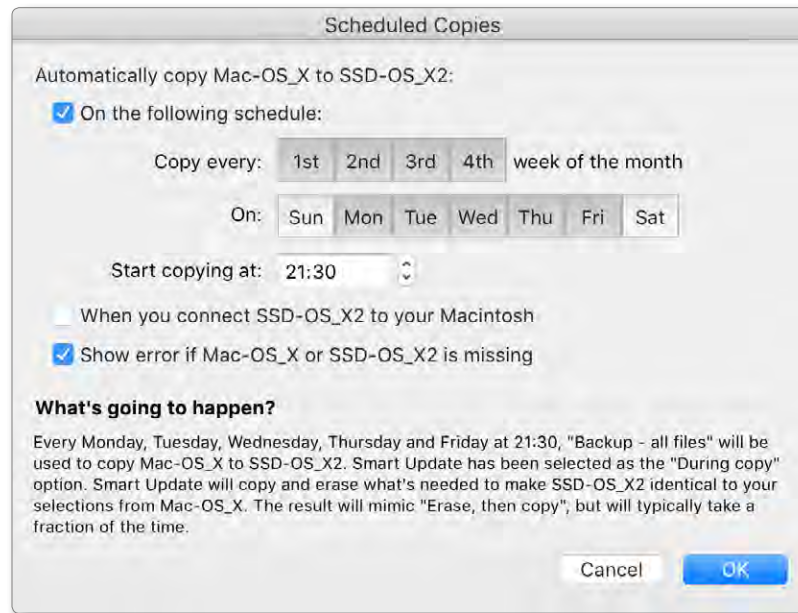 Scheduled Copies
Automatically copy Mac-OS_X to SSD-OS_X2:
On the following schedule:
Copy every: 1st 2nd 3rd 4th week of the month
On: Sun Mon Tue Wed Thu Fri Sat
Start copying at: 21:30
When you connect SSD-OS_X2 to your Macintosh
Show error if Mac-OS_X or SSD-OS_X2 is missing
What's going to happen?
Every Monday, Tuesday, Wednesday, Thursday and Friday at 21:30, "Backup - all files" will be
used to copy Mac-OS_X to SSD-OS_X2. Smart Update has been selected as the "During copy"
option. Smart Update will copy and erase what's needed to make SSD-OS_X2 identical to your
selections from Mac-OS_X. The result will mimic "Erase, then copy", but will typically take a
fraction of the time.
Cancel OK